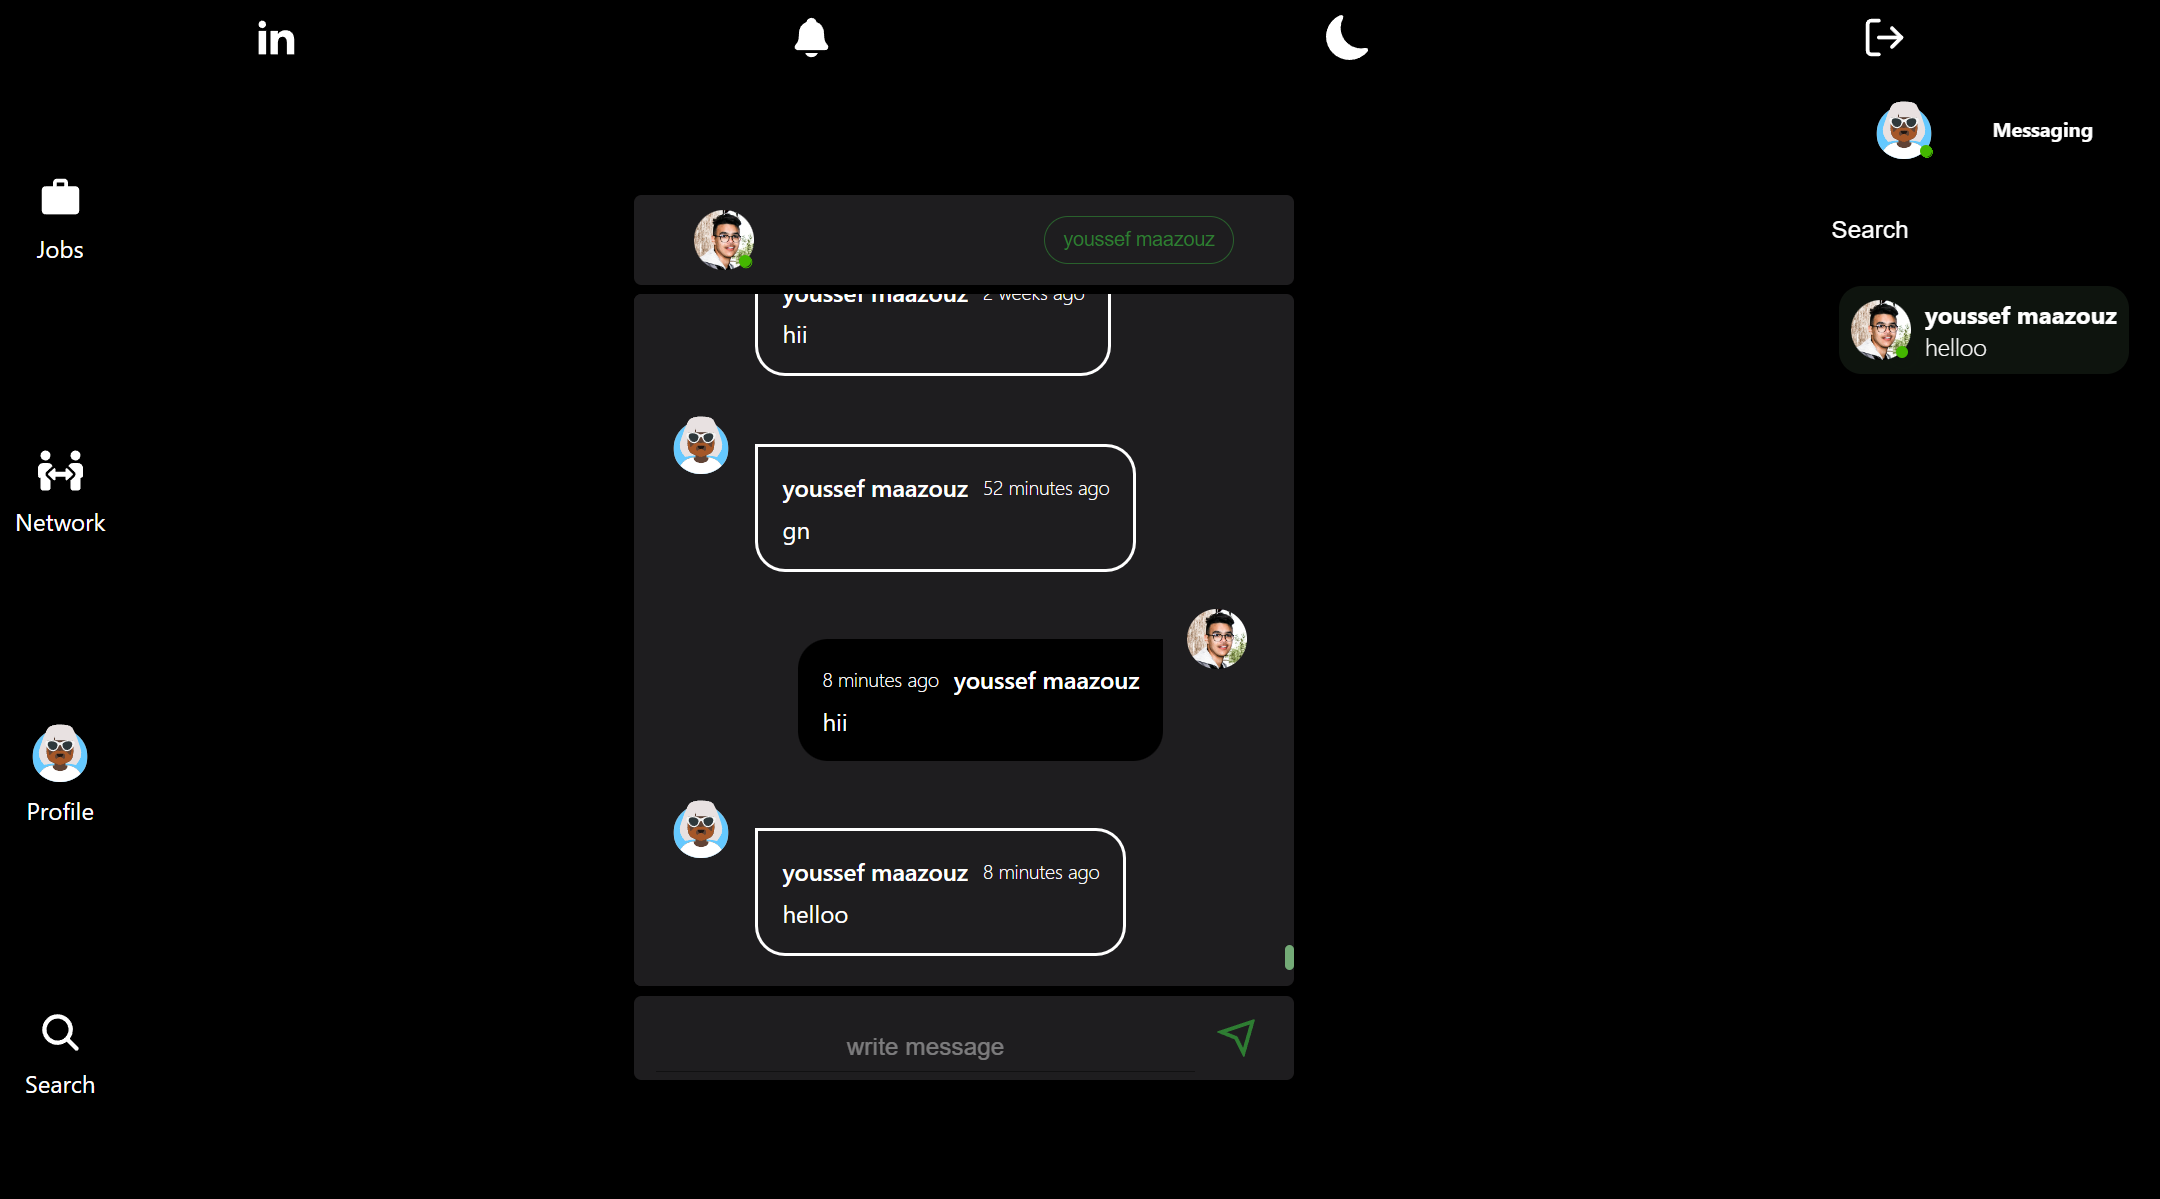 in
Messaging
Jobs
Search
youssef maazouz
youssef maazouz
helloo
youssef maazouz 2 weeks ago
hii
youssef maazouz 52 minutes ago
gn
Network
8 minutes ago youssef maazouz
hii
Profile
youssef maazouz 8 minutes ago
helloo
write message
Search